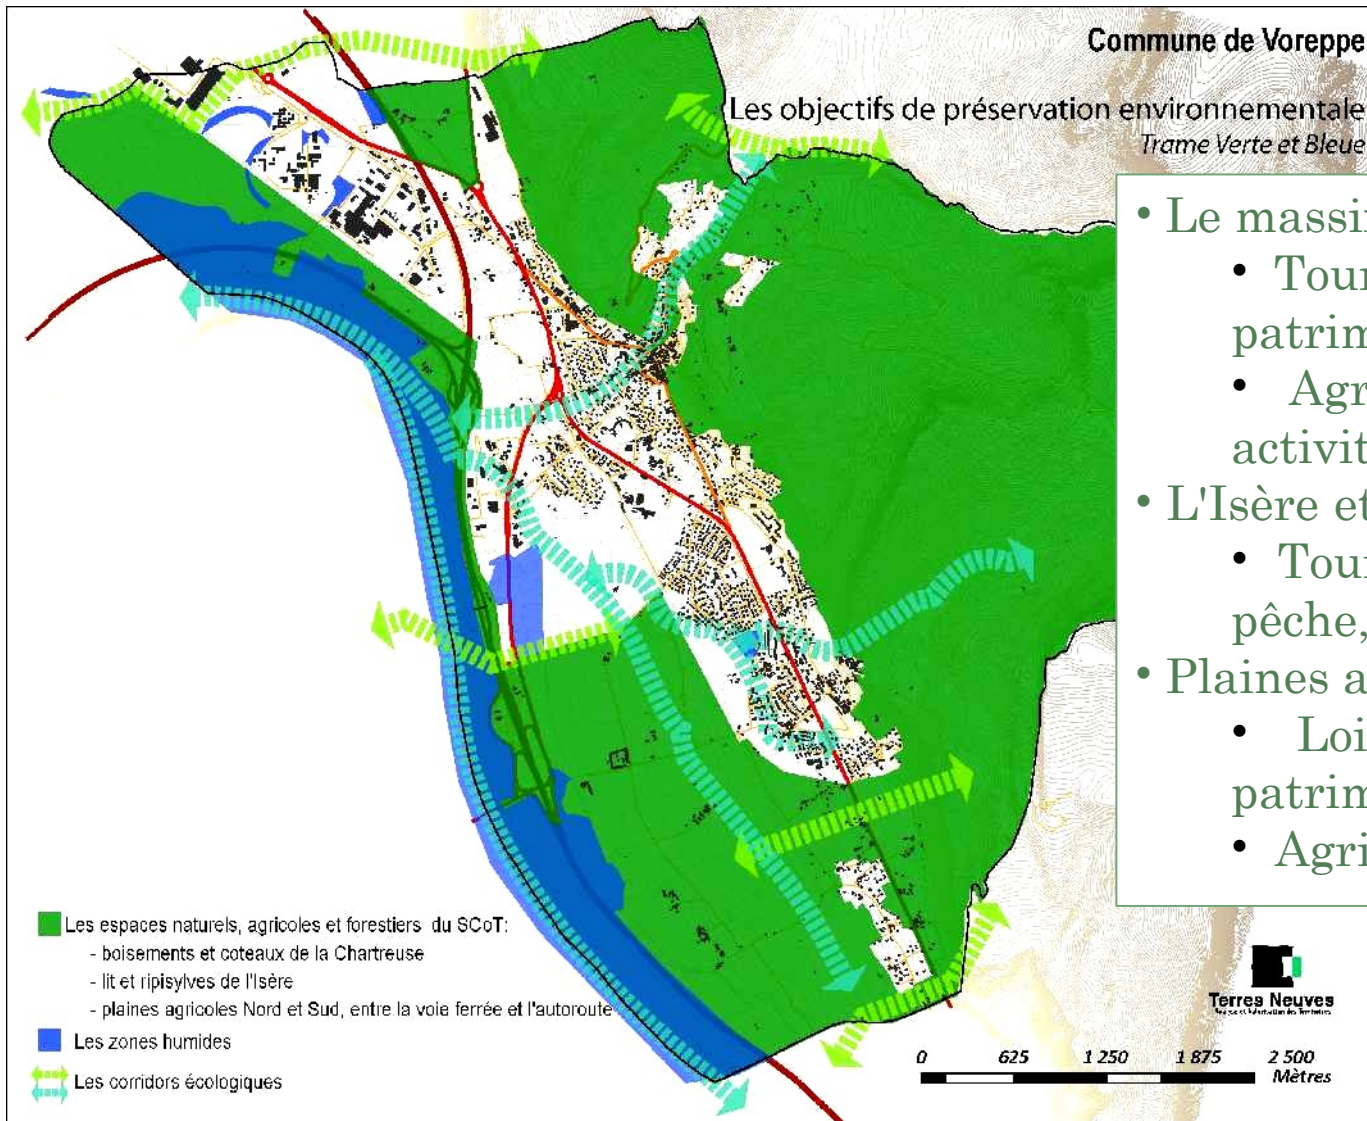 Commune de Voreppe
Les objectifs de préservation environnementale
Trame Verte et Bleue
• Le massi
• Tour
patrim
• Agr
activit
• L'Isère et
• Tour
pêche,
• Plaines a
• Loi
patrim
• Agri
Les espaces naturels, agricoles et forestiers du SCoT:
- boisements et coteaux de la Chartreuse
- lit et ripisylves de l'Isère
- plaines agricoles Nord et Sud, entre la voie ferrée et l'autoroute
Les zones humides
Les corridors écologiques
Terres Neuves
0 625 1 250 1 875 2 500
Mètres